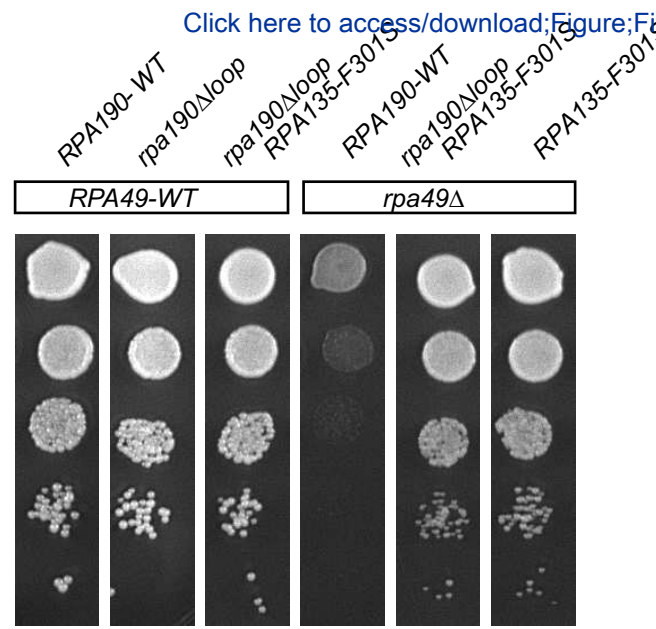 Click here to access/download;Figure;Fi
RPA190- WT
rpa190Δloop
rpa190Δloop
RPA135-F301S
RPA190-WT
rpa190Δloop
RPA135-F301S
RPA135-F301S
RPA49-WT
rpa49Δ